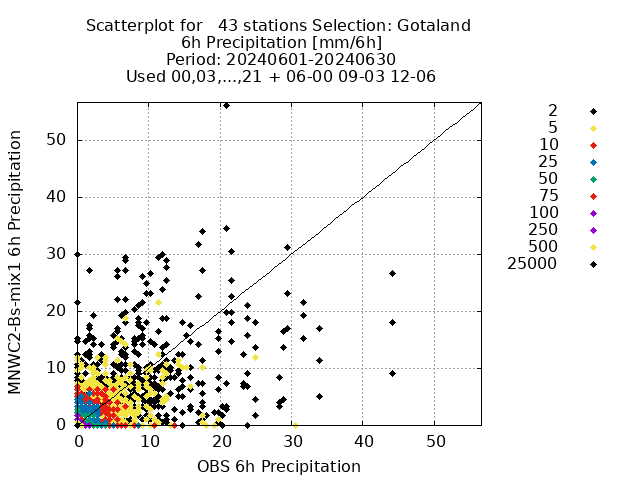 Scatterplot for   43 stations Selection: Gotaland
6h Precipitation [mm/6h]
Period: 20240601-20240630
Used 00,03,...,21 + 06-00 09-03 12-06
MNWC2-Bs-mix1 6h Precipitation
50
40
30
20
10
0
0 10 20 30 40 50
OBS 6h Precipitation
2
5
10
25
50
75
100
250
500
25000